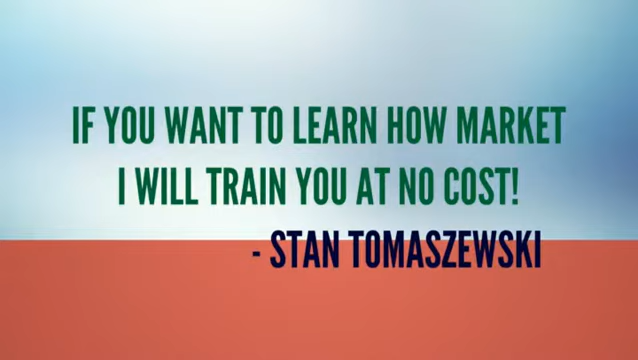 IF YOU WANT TO LEARN HOW MARKET
I WILL TRAIN YOU AT NO COST!
- STAN TOMASZEWSKI